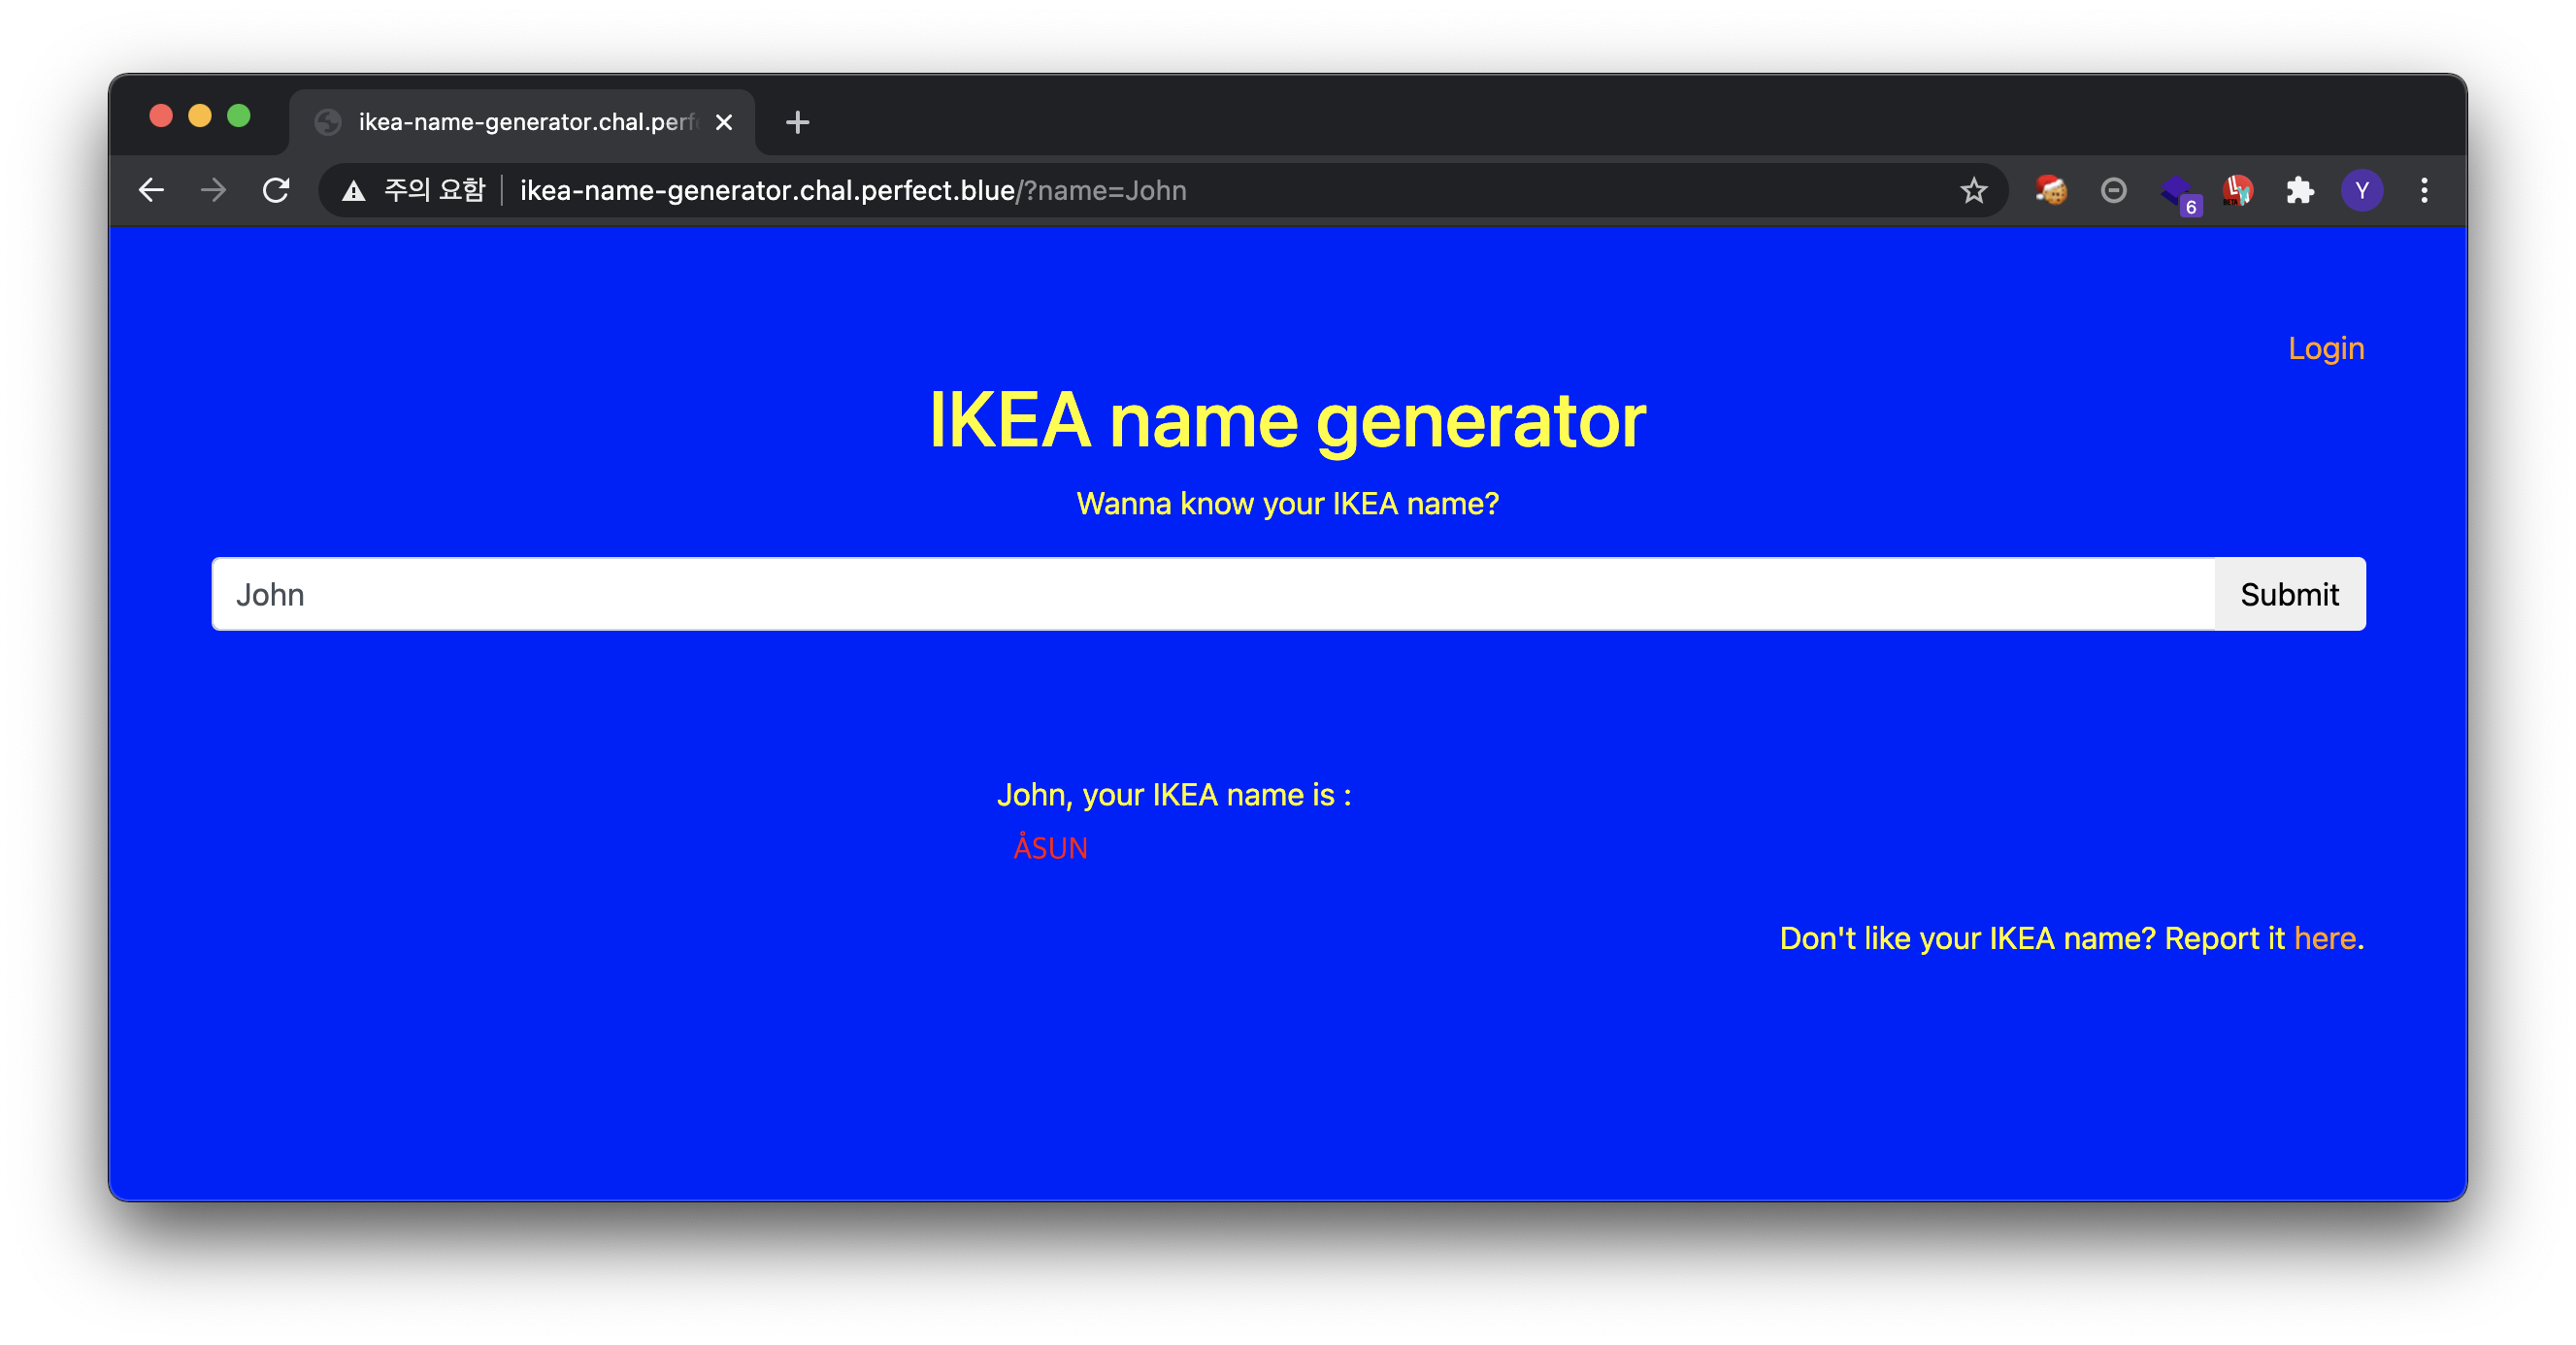 ikea-name-generator.chal.perf
주의 요함 ikea-name-generator.chal.perfect.blue/?name=John
6
BETA
Y
Login
IKEA name generator
Wanna know your IKEA name?
John
Submit
John, your IKEA name is :
ÅSUN
Don't like your IKEA name? Report it here.